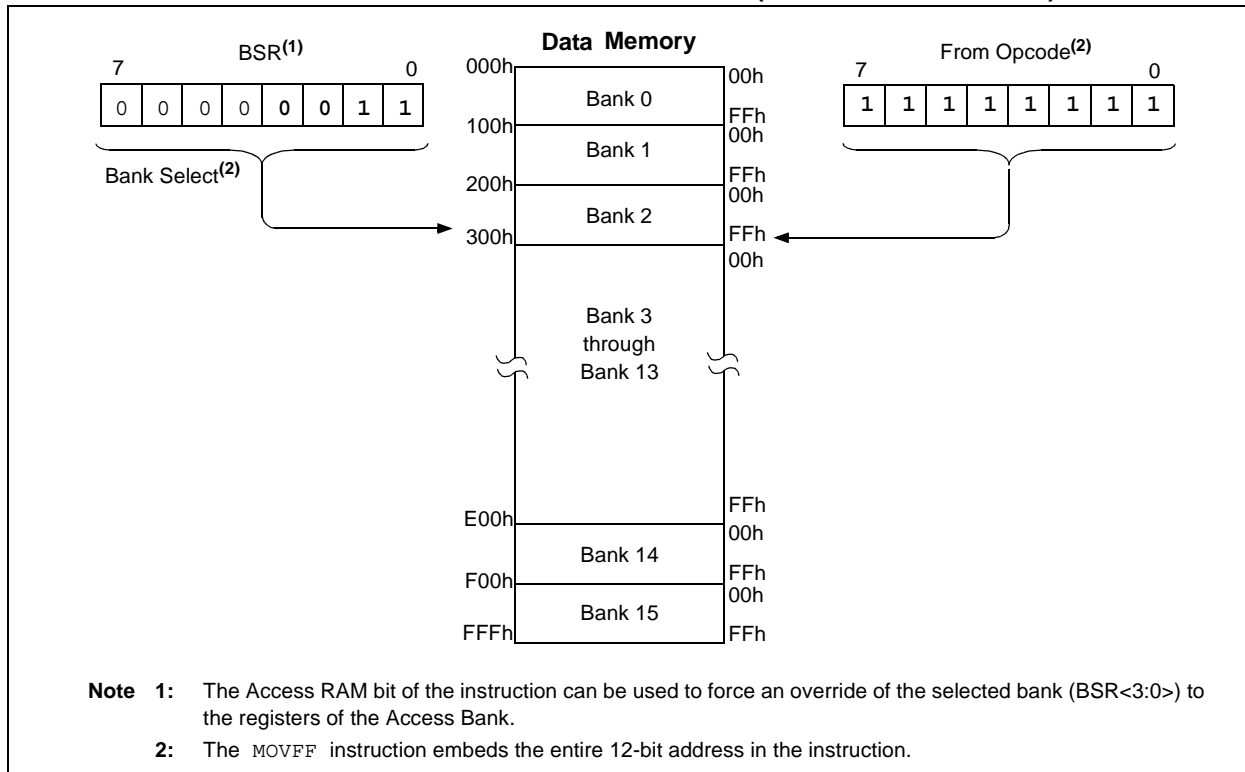 Data Memory
BSR(1)
7 0
0 0 0 0 0 0 1 1
Bank Select(2)
From Opcode(2)
7 0
1 1 1 1 1 1 1 1
000h Bank 0 00h
FFh
100h Bank 1 00h
FFh
200h Bank 2 00h
FFh
300h 00h
Bank 3
through
Bank 13
FFh
E00h Bank 14 00h
FFh
F00h Bank 15 00h
FFFh FFh
Note 1: The Access RAM bit of the instruction can be used to force an override of the selected bank (BSR<3:0>) to
the registers of the Access Bank.
2: The MOVFF instruction embeds the entire 12-bit address in the instruction.